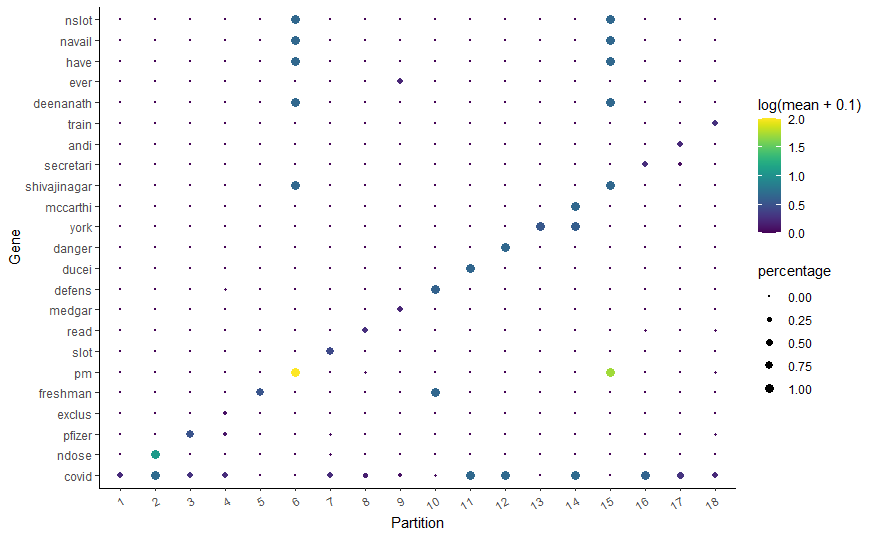 nslot
navail
have
ever
deenanath
train
andi
secretari
shivajinagar
mccarthi
york
danger
ducei
defens
medgar
read
slot
pm
freshman
exclus
pfizer
ndose
covid
Gene
1 2 3 4 5 6 7 8 9 10 11 12 13 14 15 16 17 18
Partition
log(mean + 0.1)
2.0
1.5
1.0
0.5
0.0
percentage
0.00
0.25
0.50
0.75
1.00